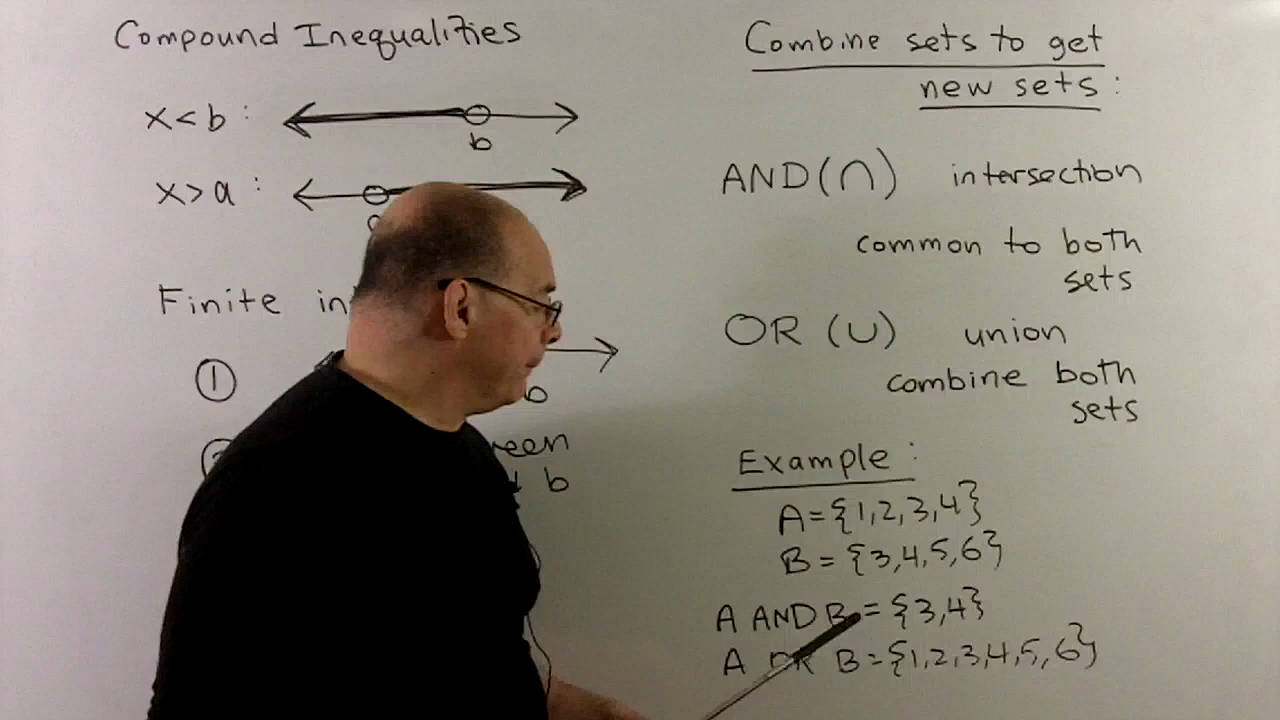 Compound Inequalities
x < b :
b
x > a :
Finite
①
b
b
Combine sets to get
new sets :
AND (∩) intersection
common to both
sets
OR (∪) union
combine both
sets
Example :
A = {1,2,3,4}
B = {3,4,5,6}
A AND B = {3,4}
A OR B = {1,2,3,4,5,6}